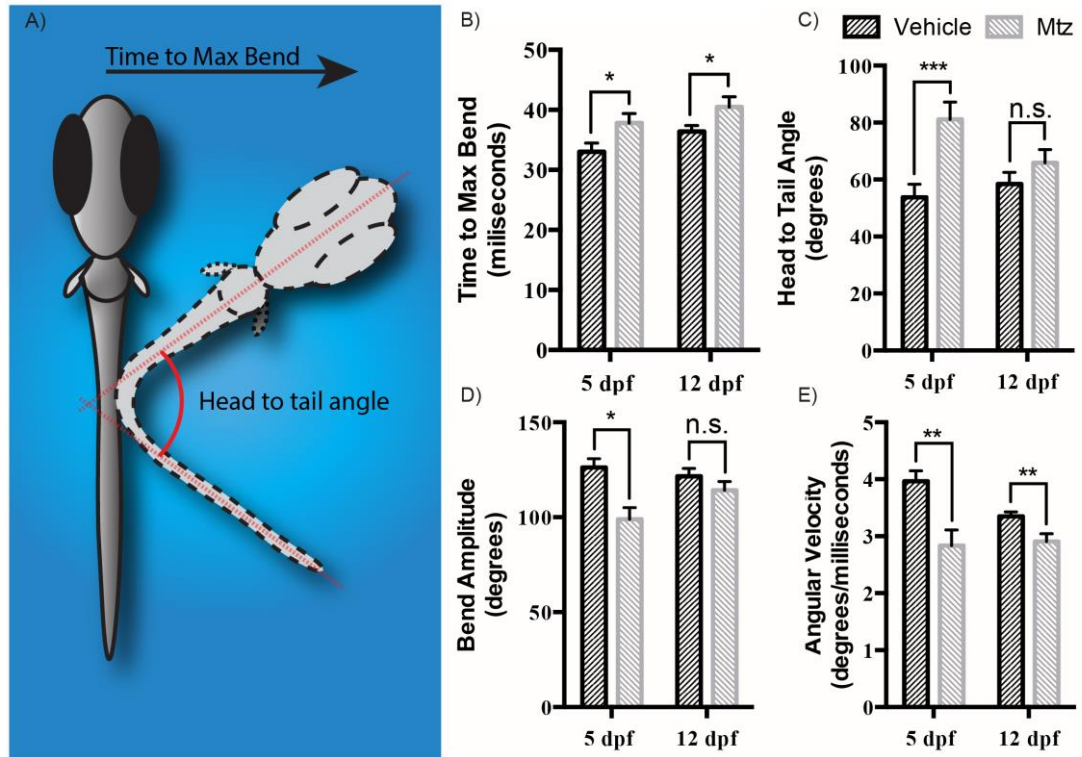 A)
Time to Max Bend
Head to tail angle
B)
Time to Max Bend
(miliseconds)
50
40
30
20
10
0
*
*
5 dpf
12 dpf
C)
Vehicle
Mtz
Head to Tail Angle
(degrees)
100
80
60
40
20
0
***
n.s.
5 dpf
12 dpf
D)
Bend Amplitude
(degrees)
150
100
50
0
*
n.s.
5 dpf
12 dpf
E)
Angular Velocity
(degrees/milliseconds)
5
4
3
2
1
0
**
**
5 dpf
12 dpf